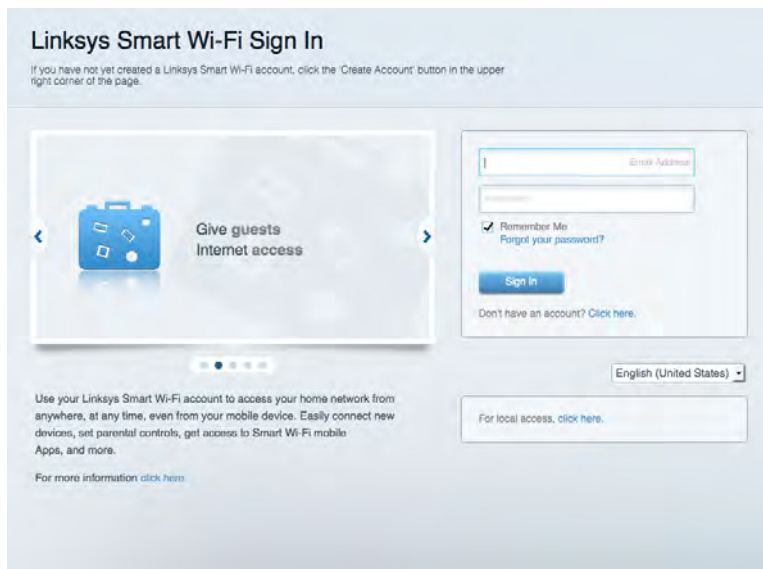 Linksys Smart Wi-Fi Sign In
If you have not yet created a Linksys Smart Wi-Fi account, click the 'Create Account' button in the upper
right corner of the page.
Give guests
Internet access
Email Address
Remember Me
Forgot your password?
Sign In
Don't have an account? Click here.
English (United States)
Use your Linksys Smart Wi-Fi account to access your home network from
anywhere, at any time, even from your mobile device. Easily connect new
devices, set parental controls, get access to Smart Wi-Fi mobile
Apps, and more.
For more information click here
For local access, click here.